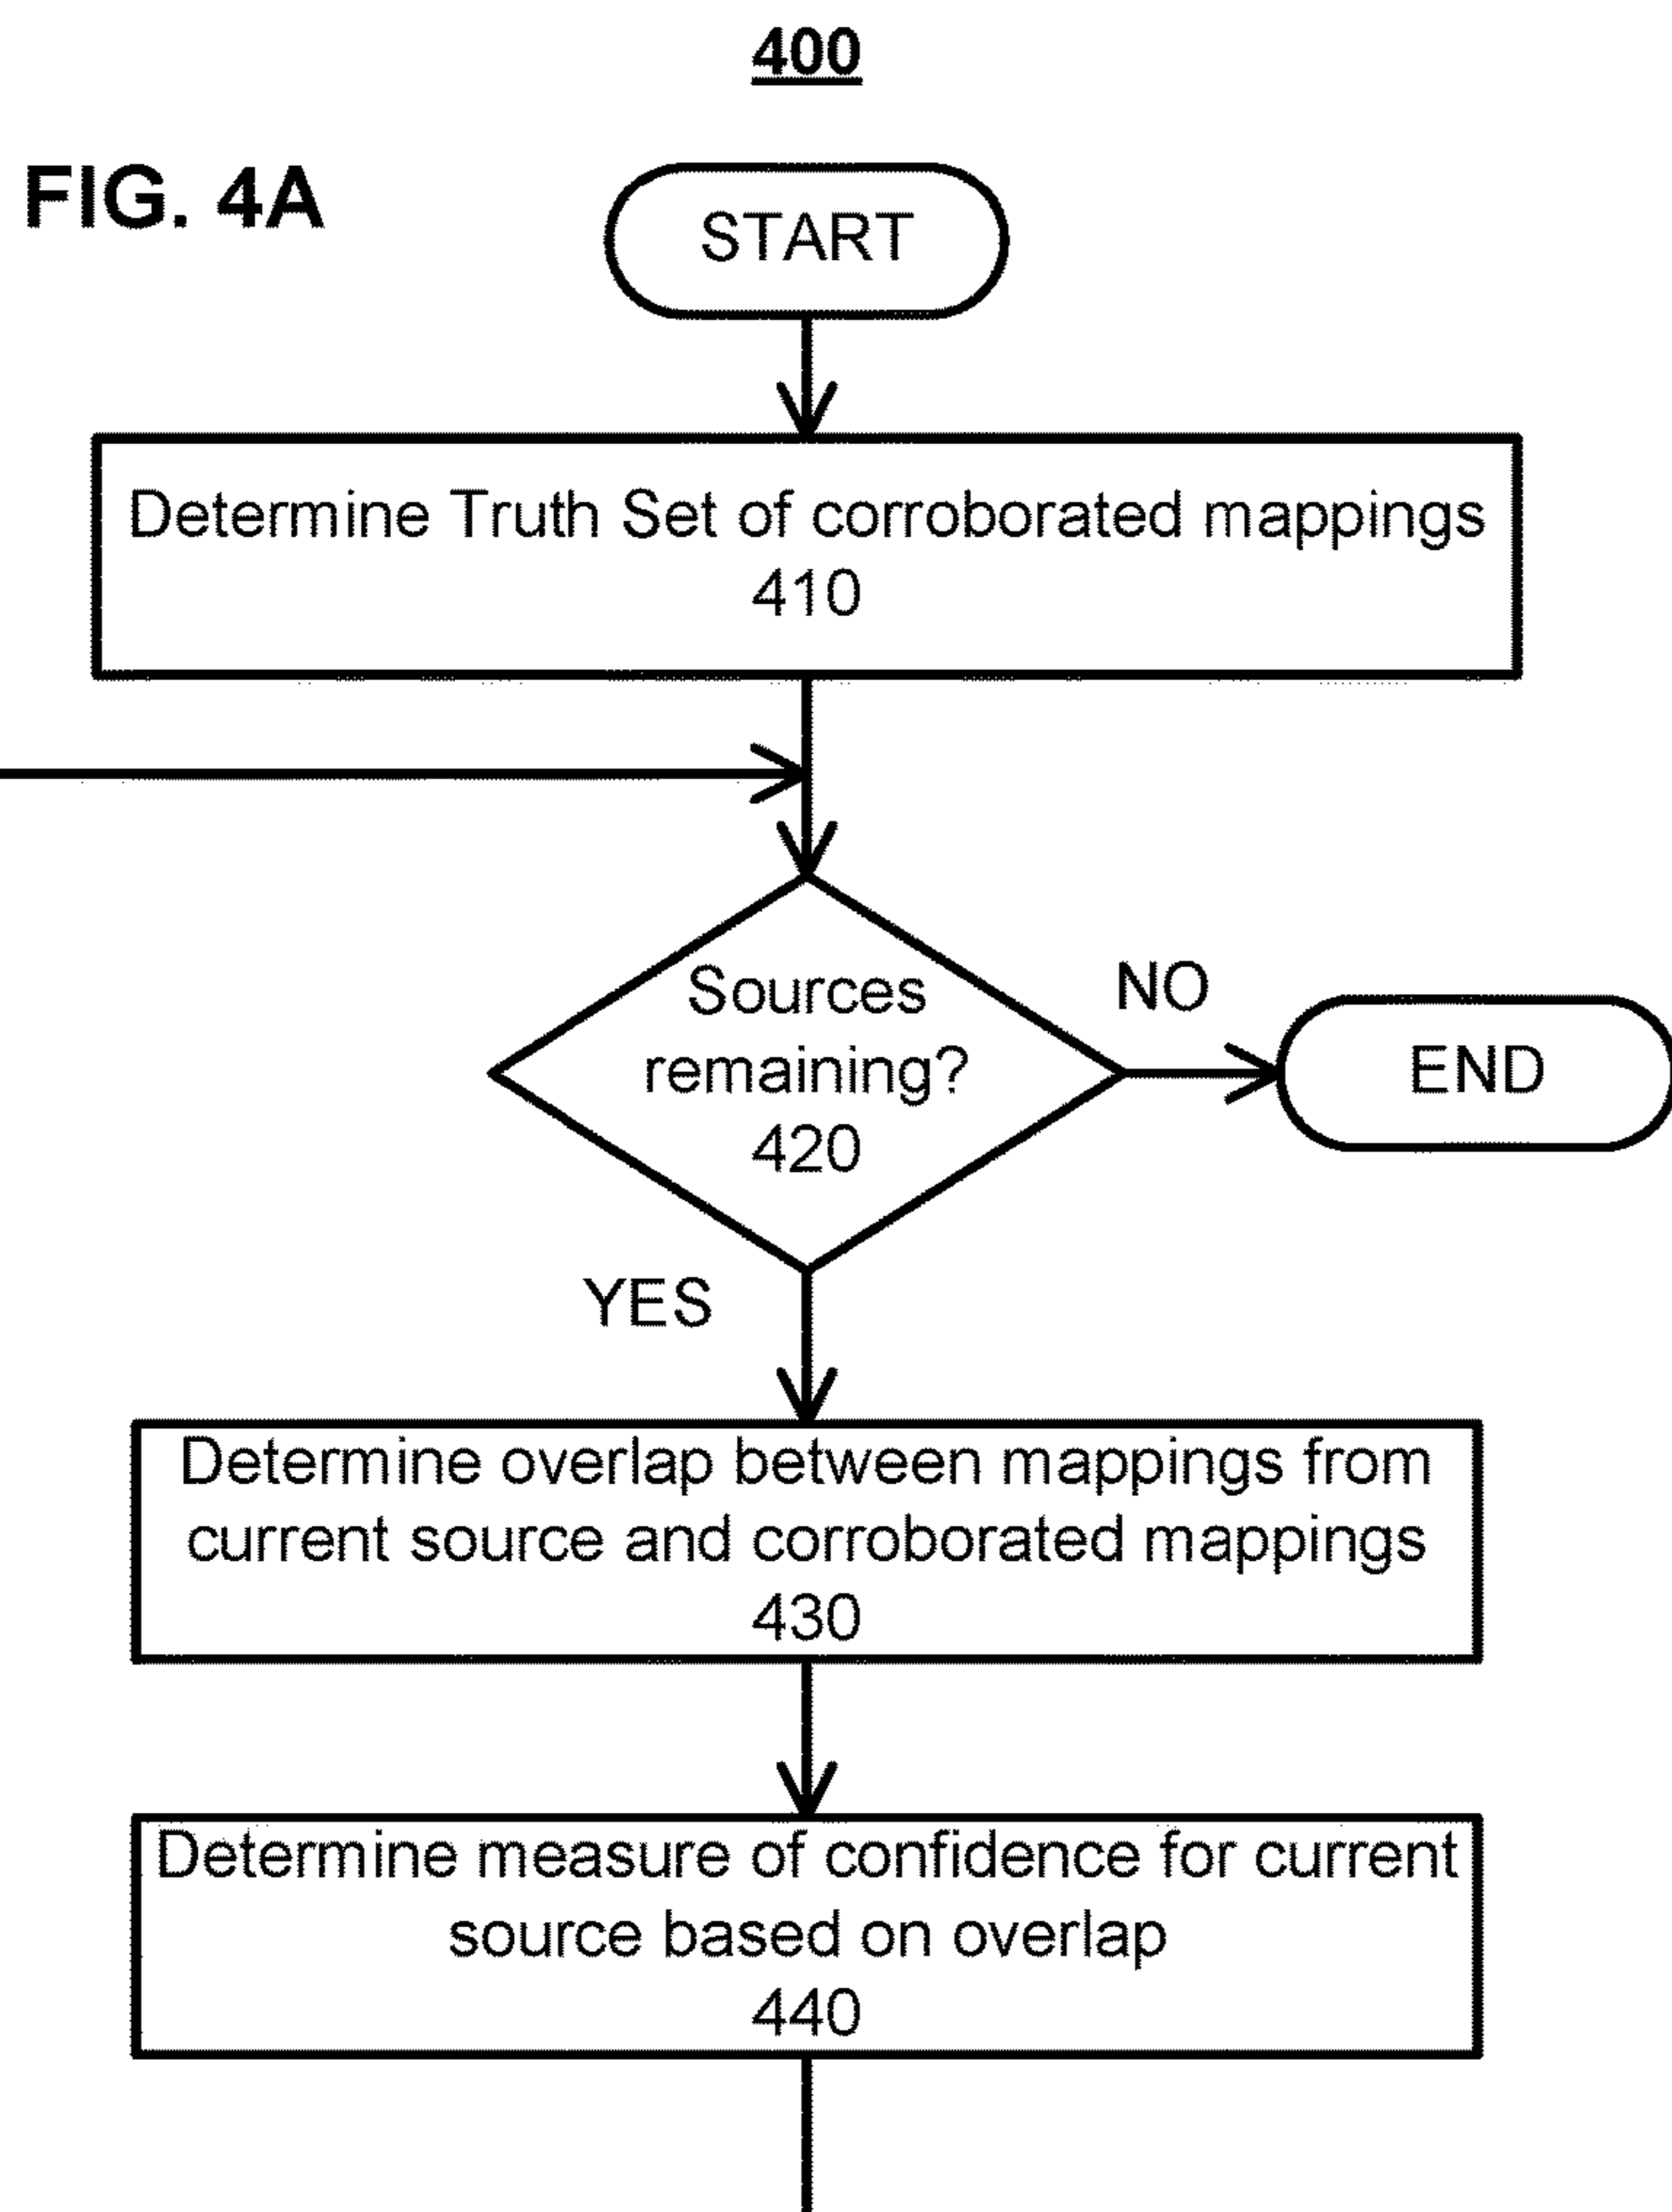 400
FIG. 4A
START
Determine Truth Set of corroborated mappings
410
Sources
remaining?
420
NO
END
YES
Determine overlap between mappings from
current source and corroborated mappings
430
Determine measure of confidence for current
source based on overlap
440